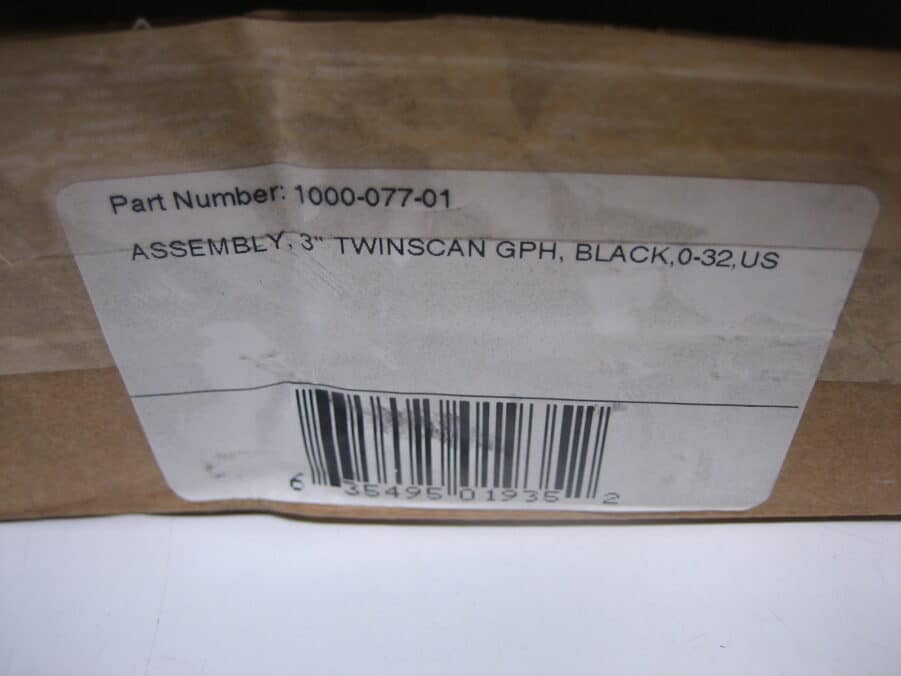 Part Number: 1000-077-01
ASSEMBLY, 3" TWINSCAN GPH, BLACK,0-32,US
6 35495 01935 2